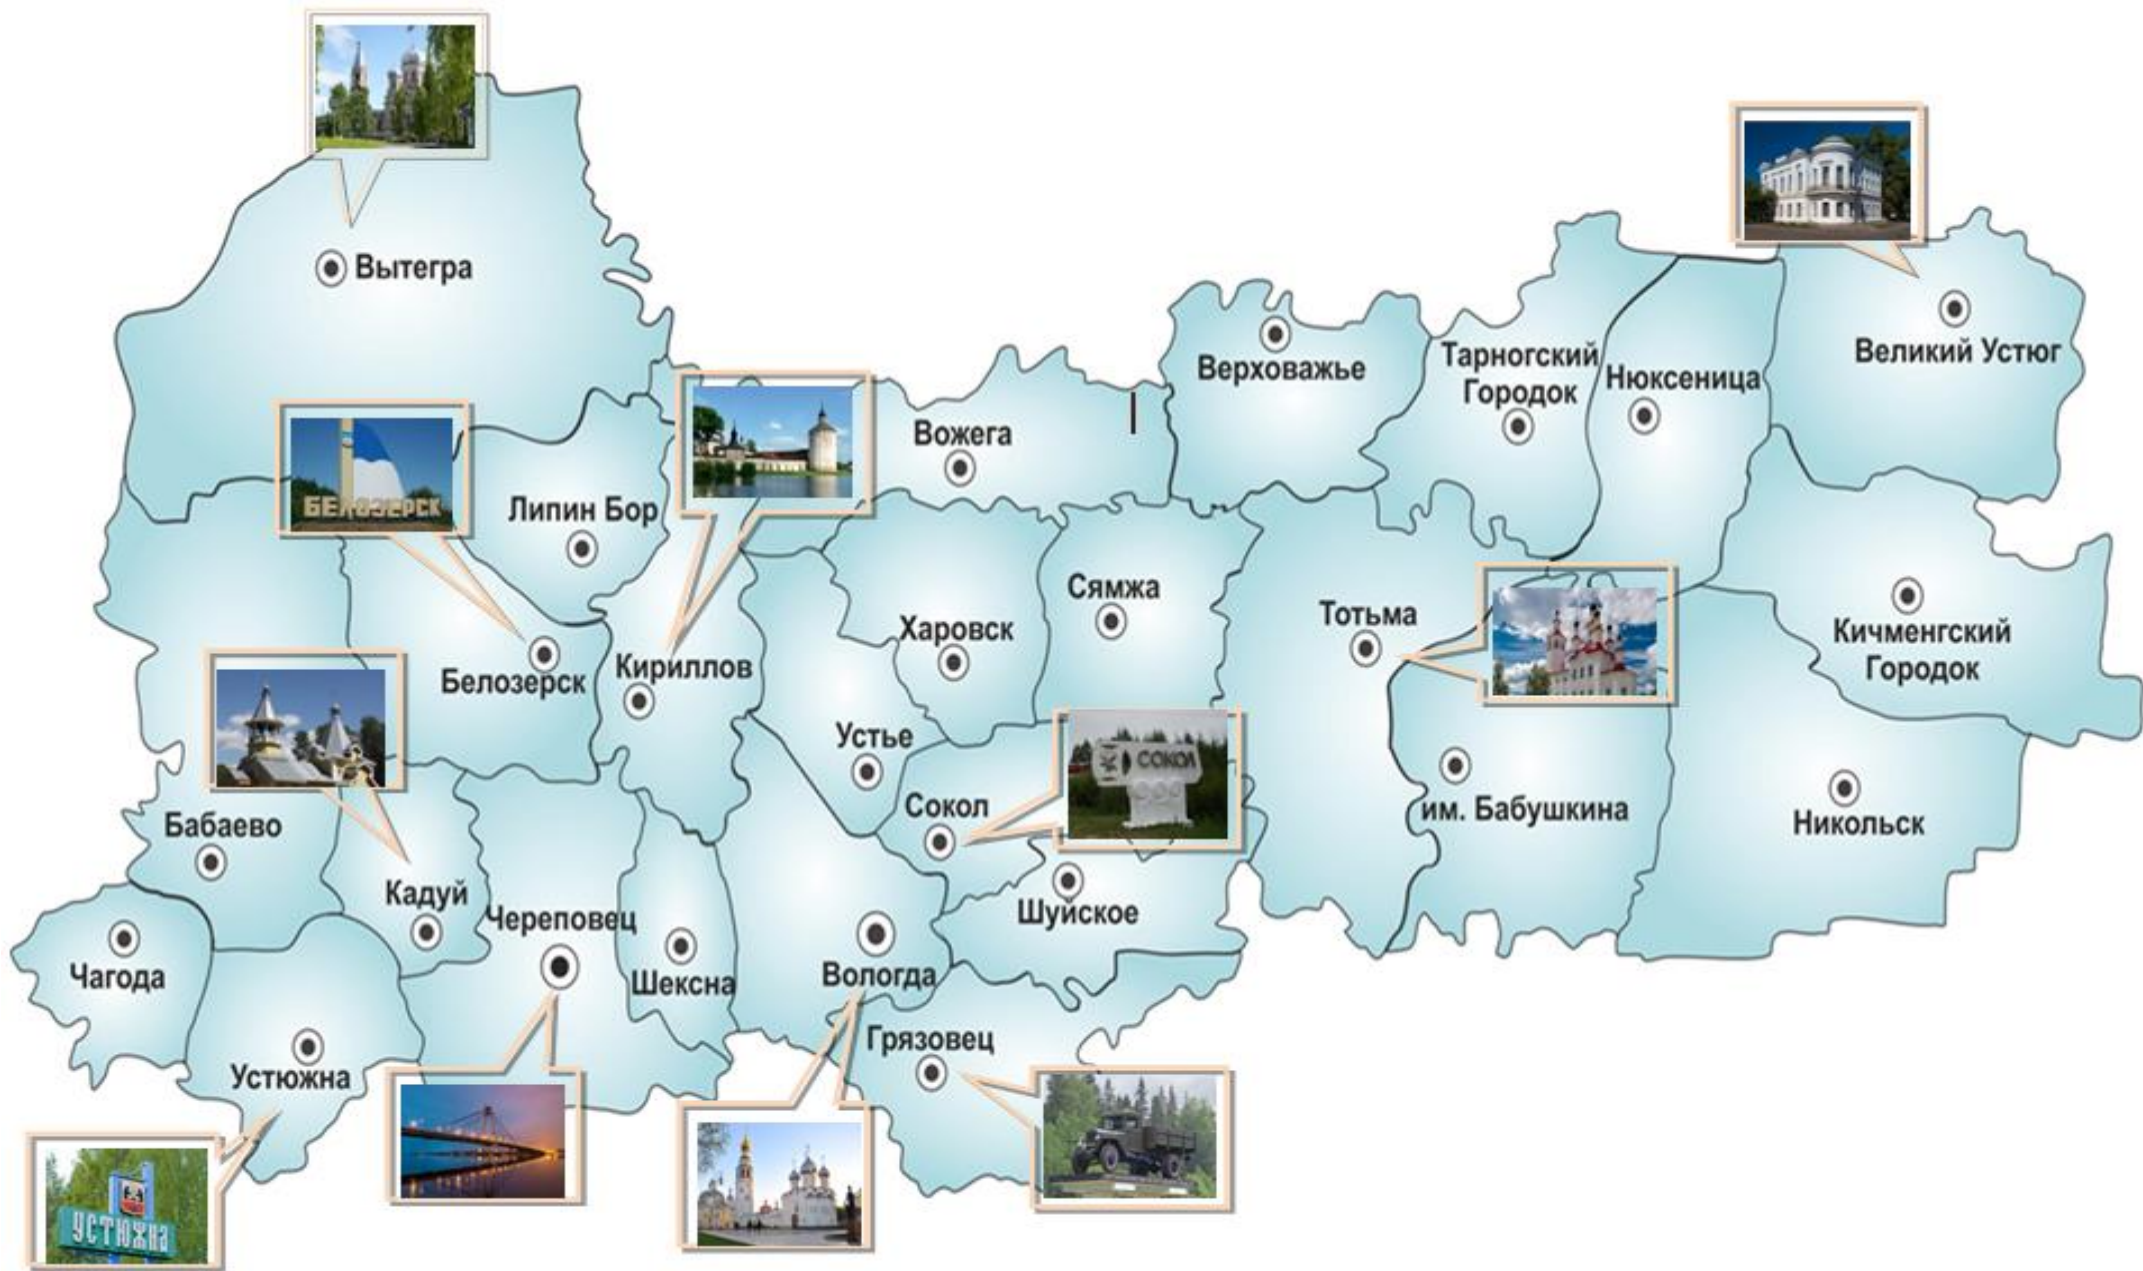 Вытегра
Великий Устюг
Верховажье
Тарногский
Городок
Нюксеница
Вожега
БЕЛОЗЕРСК
Липин Бор
Сямжа
Тотьма
Харовск
Кичменгский
Городок
Белозерск
Кириллов
Устье
СОКОЛ
Сокол
им. Бабушкина
Никольск
Бабаево
Кадуй
Череповец
Шуйское
Чагода
Шексна
Вологда
Грязовец
Устюжна
УСТЮЖНА